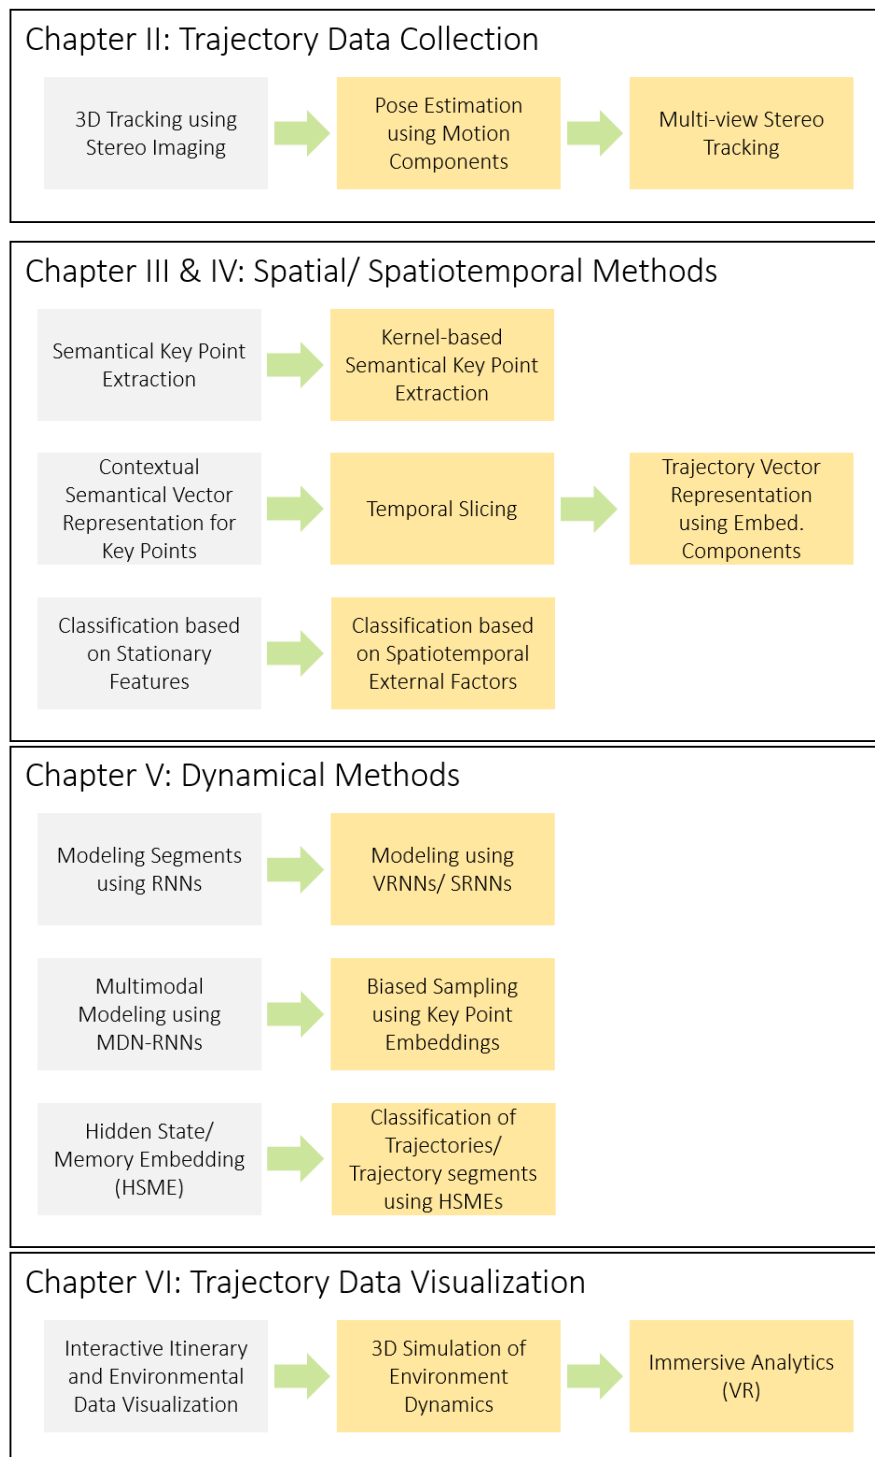 Chapter II: Trajectory Data Collection
3D Tracking using
Stereo Imaging
Pose Estimation
using Motion
Components
Multi-view Stereo
Tracking
Chapter III & IV: Spatial/ Spatiotemporal Methods
Semantical Key Point
Extraction
Kernel-based
Semantical Key Point
Extraction
Contextual
Semantical Vector
Representation for
Key Points
Temporal Slicing
Trajectory Vector
Representation
using Embed.
Components
Classification based
on Stationary
Features
Classification based
on Spatiotemporal
External Factors
Chapter V: Dynamical Methods
Modeling Segments
using RNNs
Modeling using
VRNNs/ SRNNs
Multimodal
Modeling using
MDN-RNNs
Biased Sampling
using Key Point
Embeddings
Hidden State/
Memory Embedding
(HSME)
Classification of
Trajectories/
Trajectory segments
using HSMEs
Chapter VI: Trajectory Data Visualization
Interactive Itinerary
and Environmental
Data Visualization
3D Simulation of
Environment
Dynamics
Immersive Analytics
(VR)